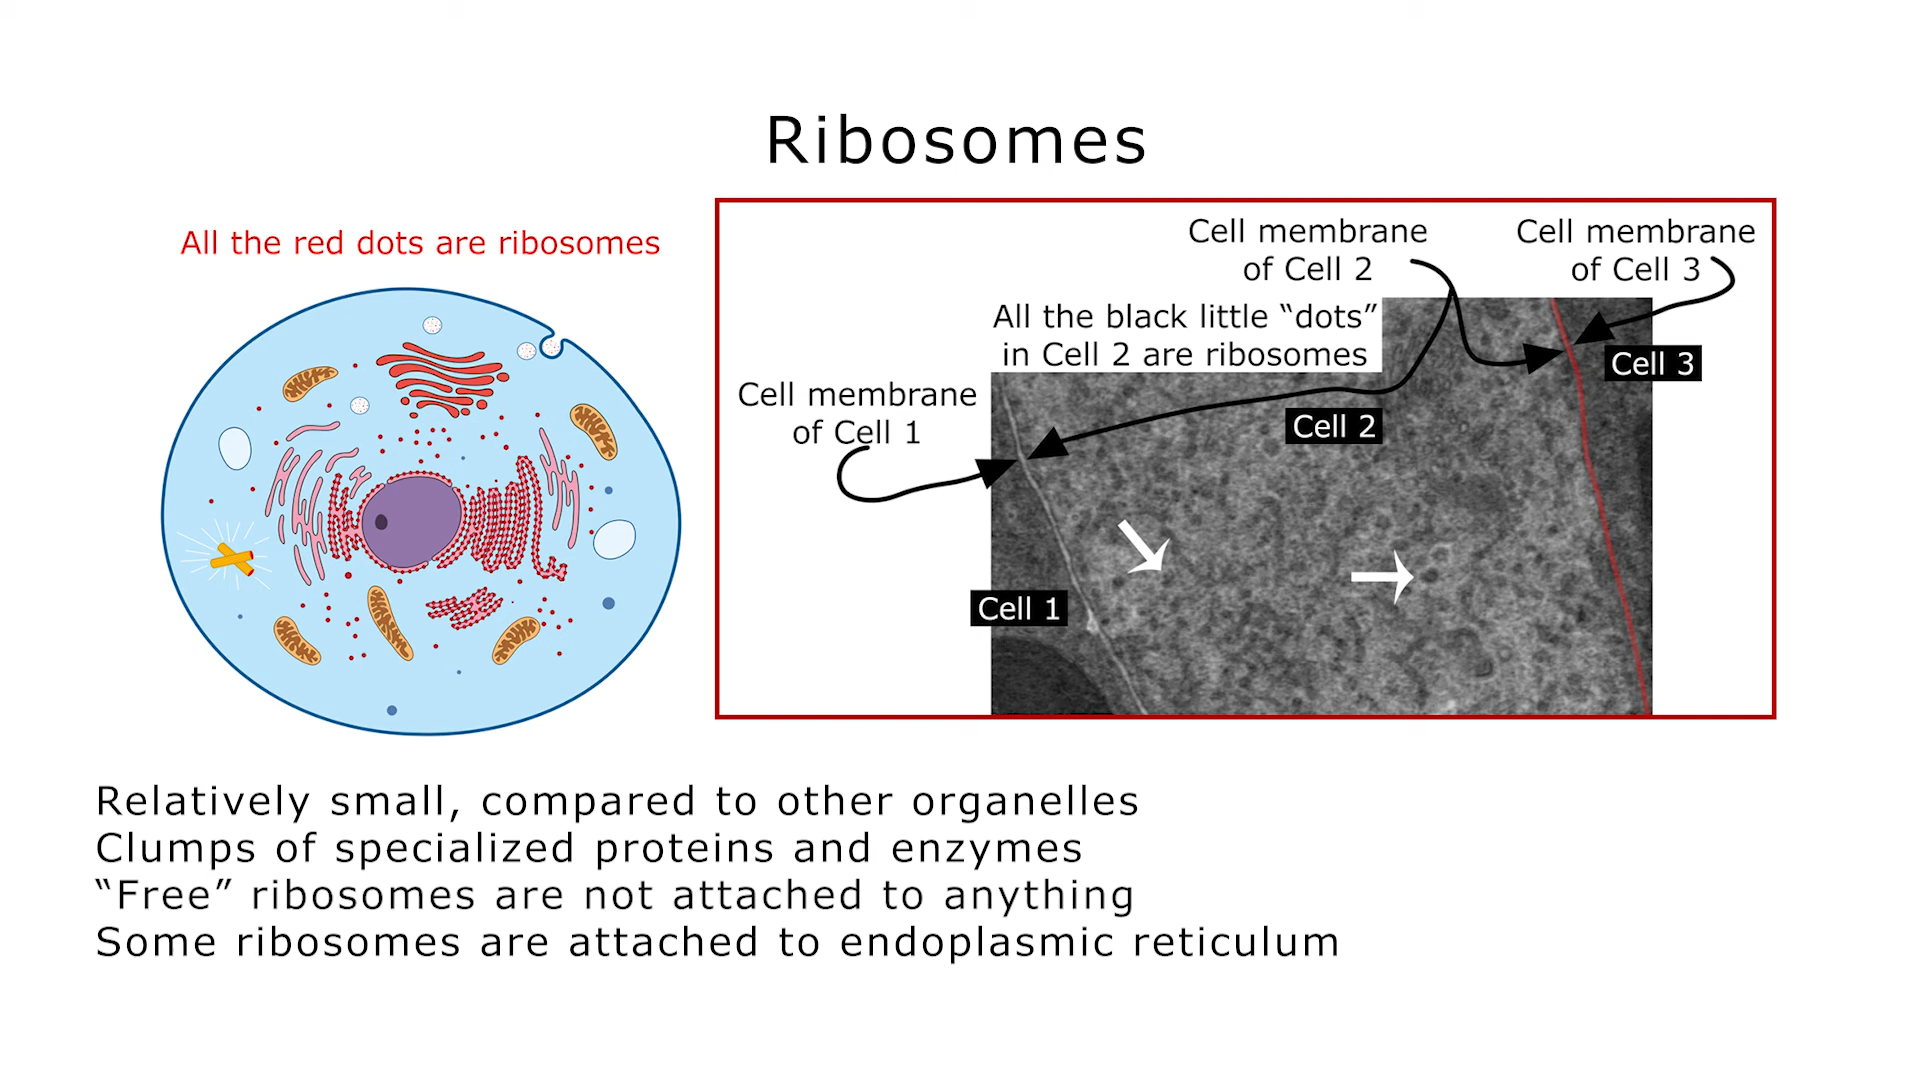 Ribosomes
All the red dots are ribosomes
Cell membrane
of Cell 2
Cell membrane
of Cell 3
All the black little “dots”
in Cell 2 are ribosomes
Cell membrane
of Cell 1
Cell 3
Cell 2
Cell 1
Relatively small, compared to other organelles
Clumps of specialized proteins and enzymes
“Free” ribosomes are not attached to anything
Some ribosomes are attached to endoplasmic reticulum